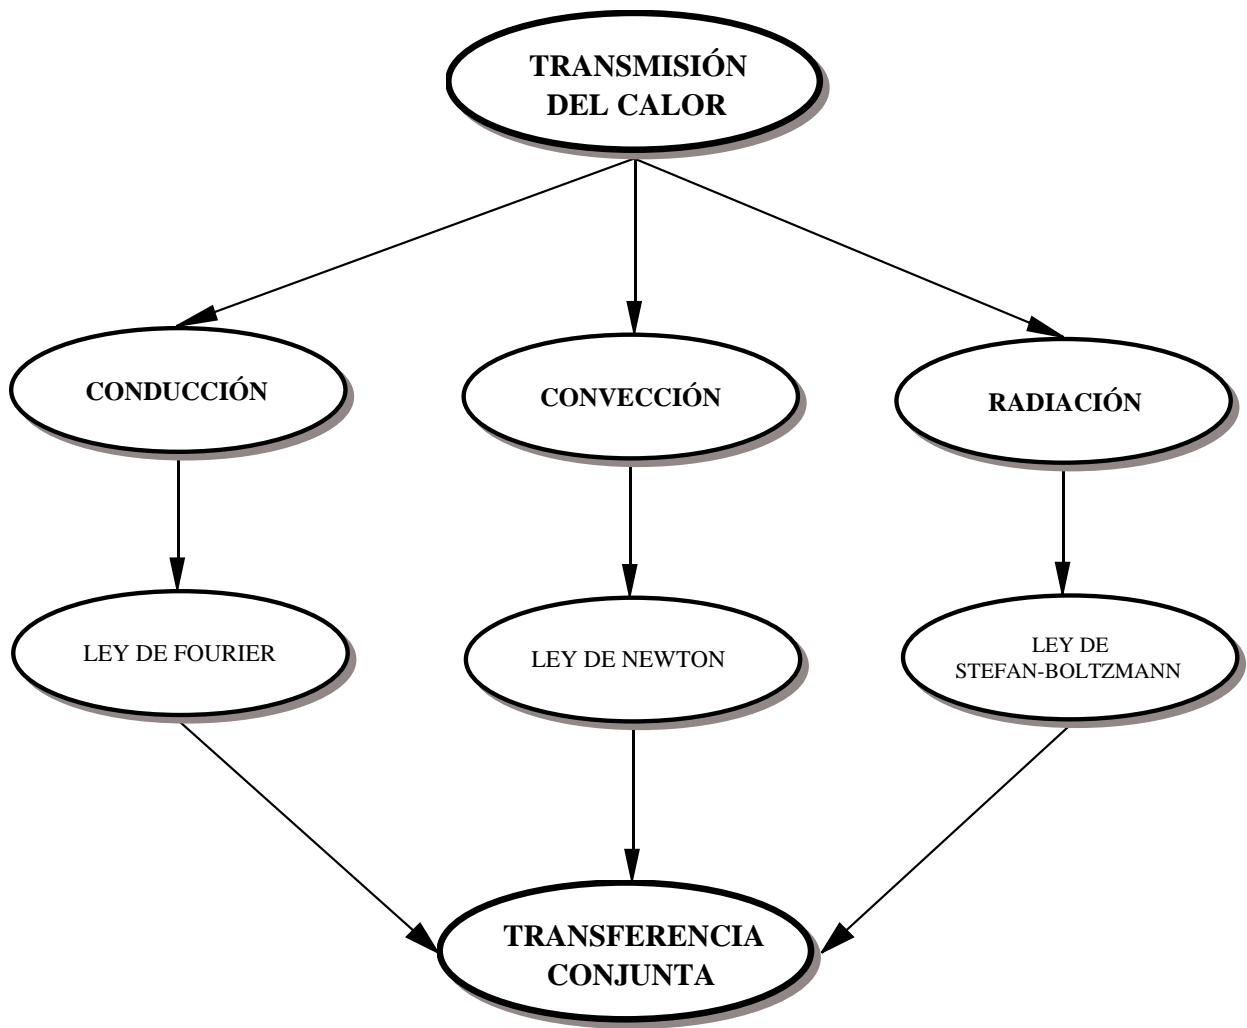 TRANSMISIÓN
DEL CALOR
CONDUCCIÓN
CONVECCIÓN
RADIACIÓN
LEY DE FOURIER
LEY DE NEWTON
LEY DE
STEFAN-BOLTZMANN
TRANSFERENCIA
CONJUNTA